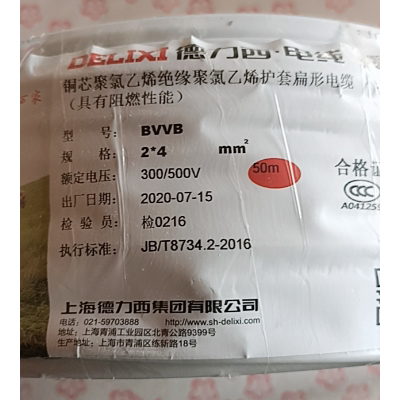 DELIXI 德力西·电线
铜芯聚氯乙烯绝缘聚氯乙烯护套扁形电缆
（具有阻燃性能）
型 号: BVVB
规 格: 2*4 mm²
额定电压: 300/500V 50m
出厂日期: 2020-07-15
检 验 员: 检0216
执行标准: JB/T8734.2-2016
合格证
CCC
A041259
上海德力西集团有限公司
电话: 021-59703888 http://www.sh-delixi.com
地址: 上海青浦工业园区北青公路9399号
生产地址: 上海市青浦区练新路18号